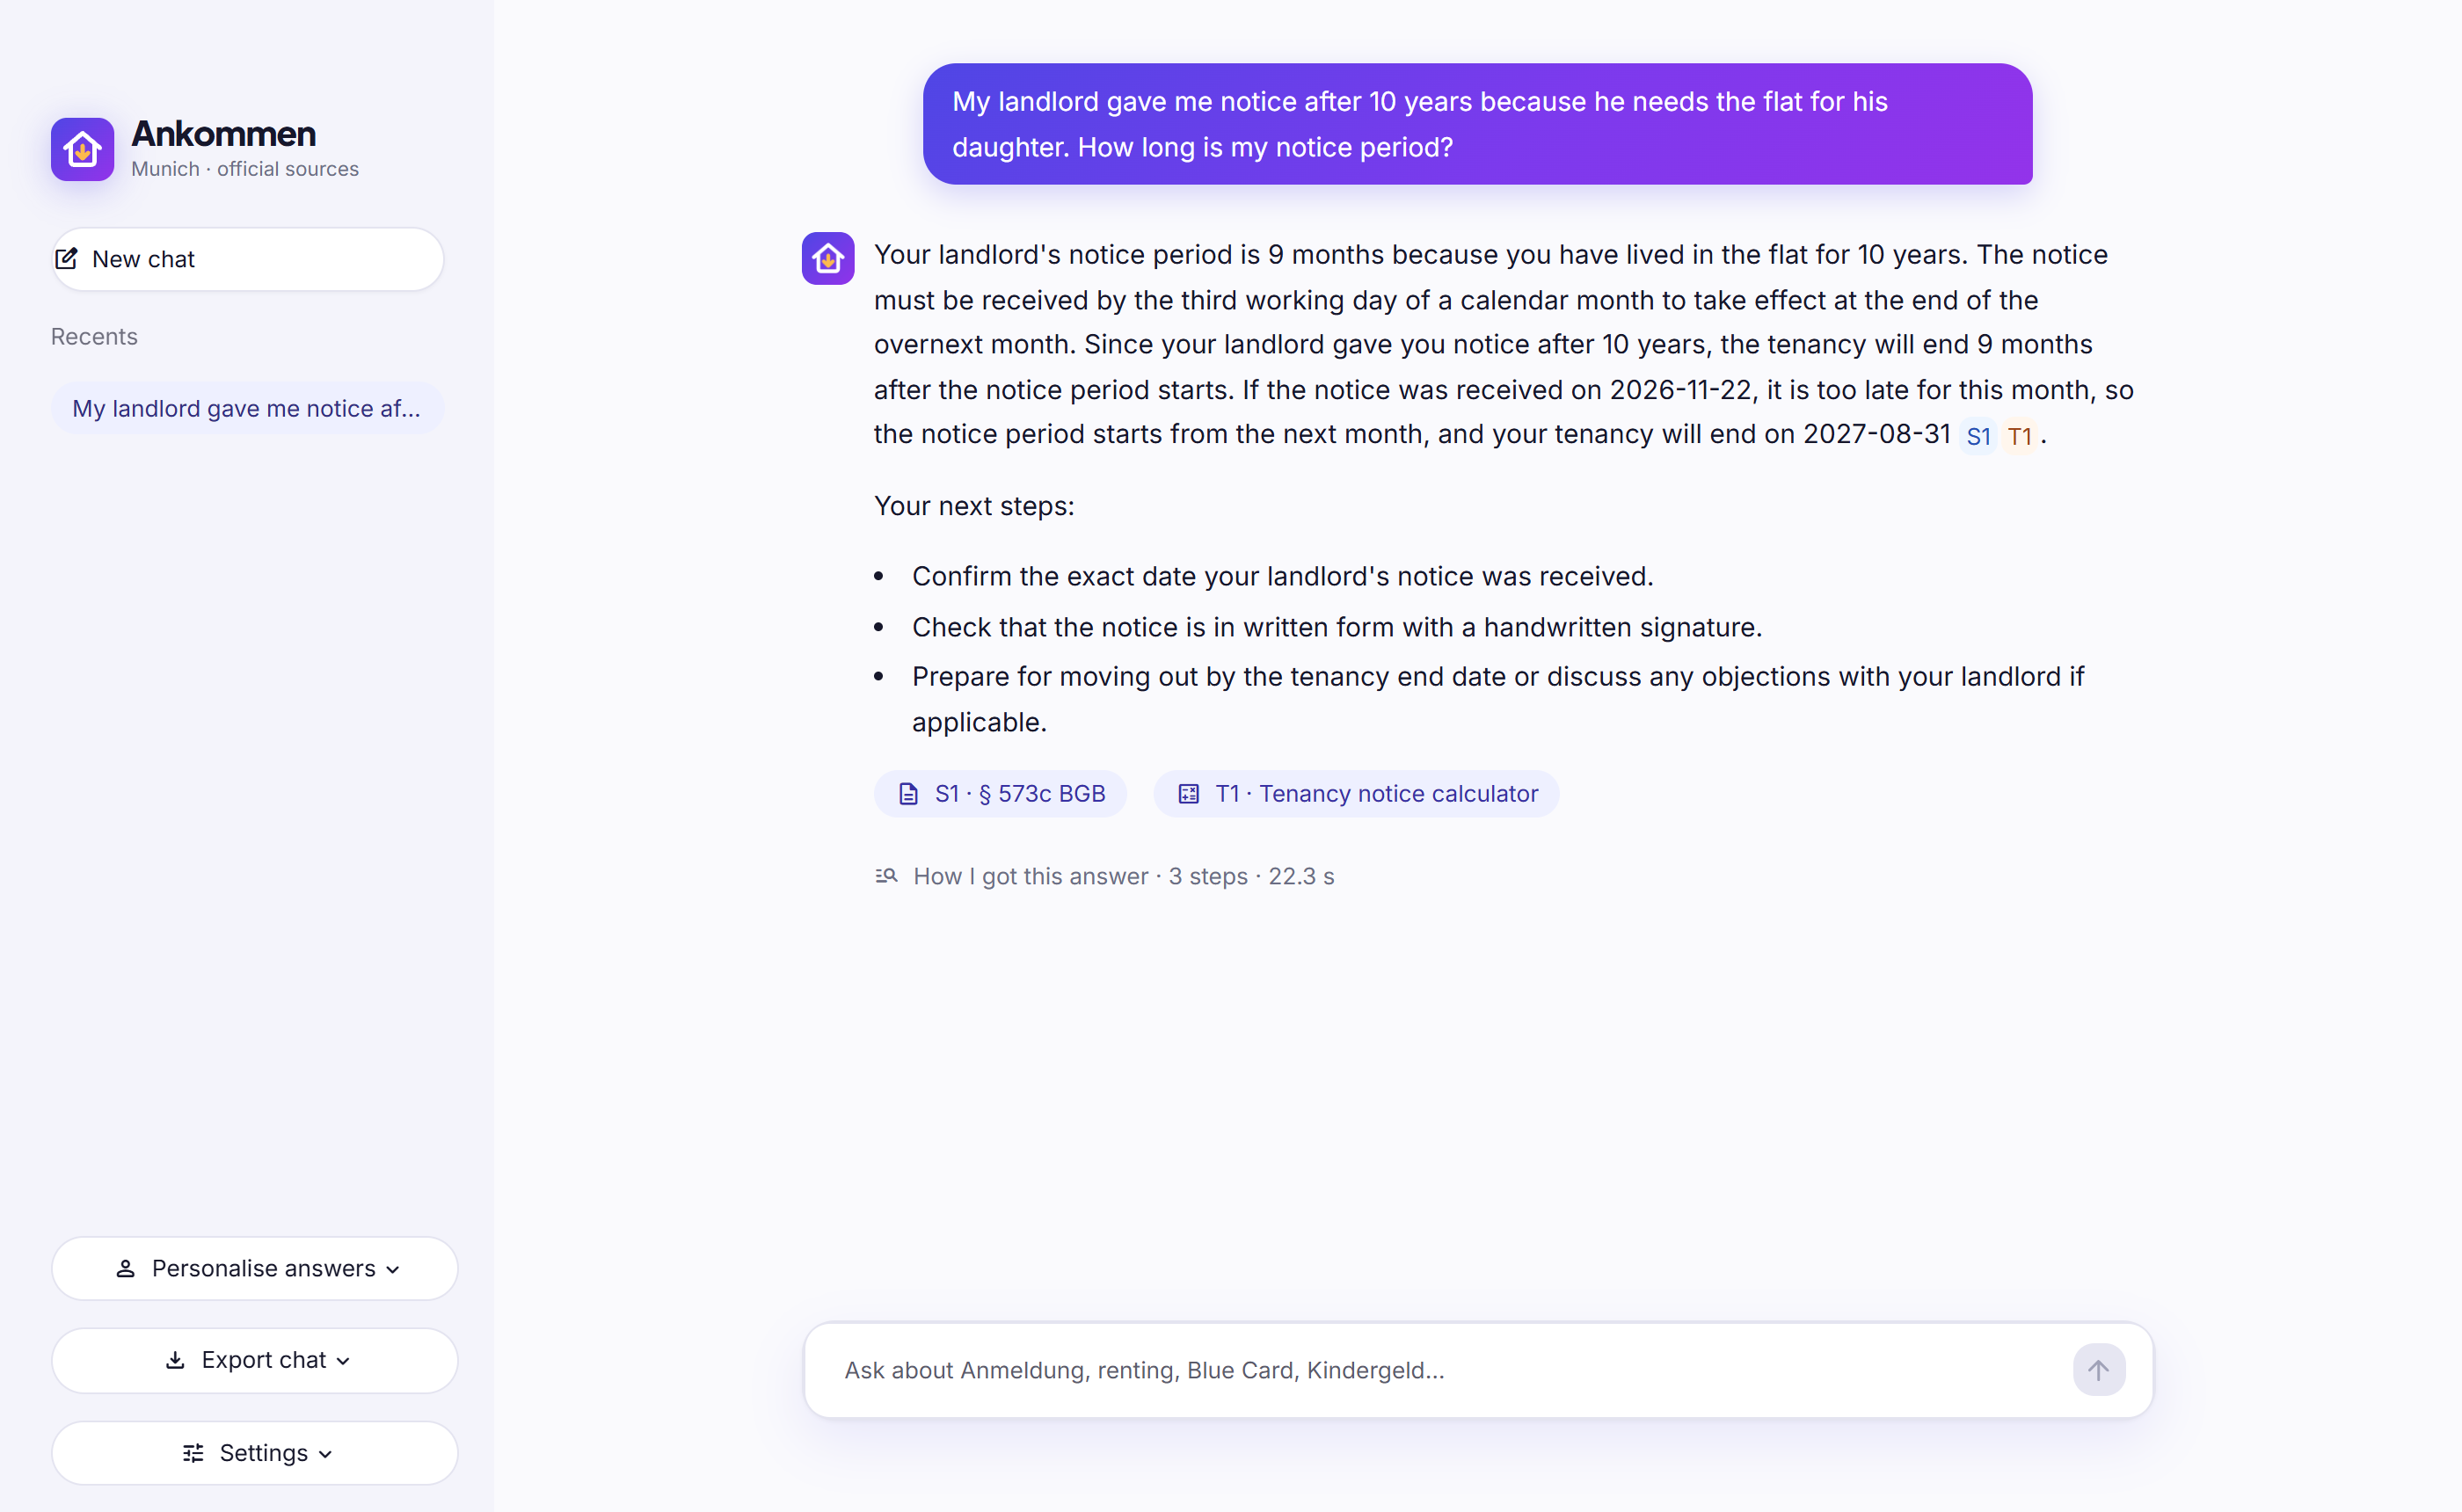 Ankommen
Munich · official sources
New chat
Recents
My landlord gave me notice af...
Personalise answers
Export chat
Settings
My landlord gave me notice after 10 years because he needs the flat for his
daughter. How long is my notice period?
Your landlord's notice period is 9 months because you have lived in the flat for 10 years. The notice
must be received by the third working day of a calendar month to take effect at the end of the
overnext month. Since your landlord gave you notice after 10 years, the tenancy will end 9 months
after the notice period starts. If the notice was received on 2026-11-22, it is too late for this month, so
the notice period starts from the next month, and your tenancy will end on 2027-08-31 S1 T1 .
Your next steps:
• Confirm the exact date your landlord's notice was received.
• Check that the notice is in written form with a handwritten signature.
• Prepare for moving out by the tenancy end date or discuss any objections with your landlord if
applicable.
S1 · § 573c BGB
T1 · Tenancy notice calculator
How I got this answer · 3 steps · 22.3 s
Ask about Anmeldung, renting, Blue Card, Kindergeld...